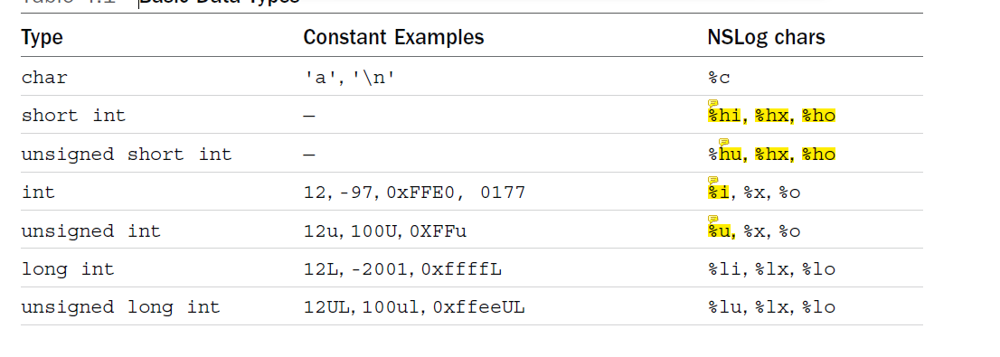 Table 4.1 Basic Data Types
Type Constant Examples NSLog chars
char 'a', '\n' %c
short int – %hi, %hx, %ho
unsigned short int – %hu, %hx, %ho
int 12, -97, 0xFFE0, 0177 %i, %x, %o
unsigned int 12u, 100U, 0XFFu %u, %x, %o
long int 12L, -2001, 0xffffL %li, %lx, %lo
unsigned long int 12UL, 100ul, 0xffeeUL %lu, %lx, %lo